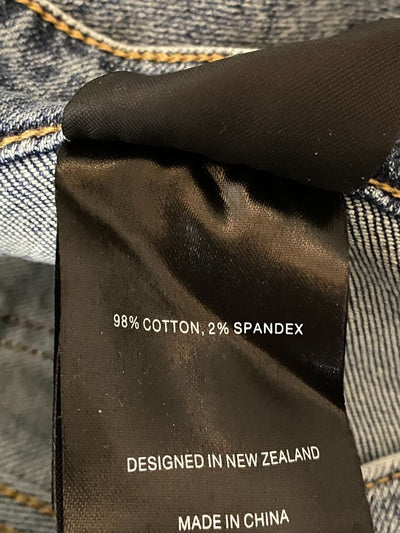 98% COTTON, 2% SPANDEX
DESIGNED IN NEW ZEALAND
MADE IN CHINA